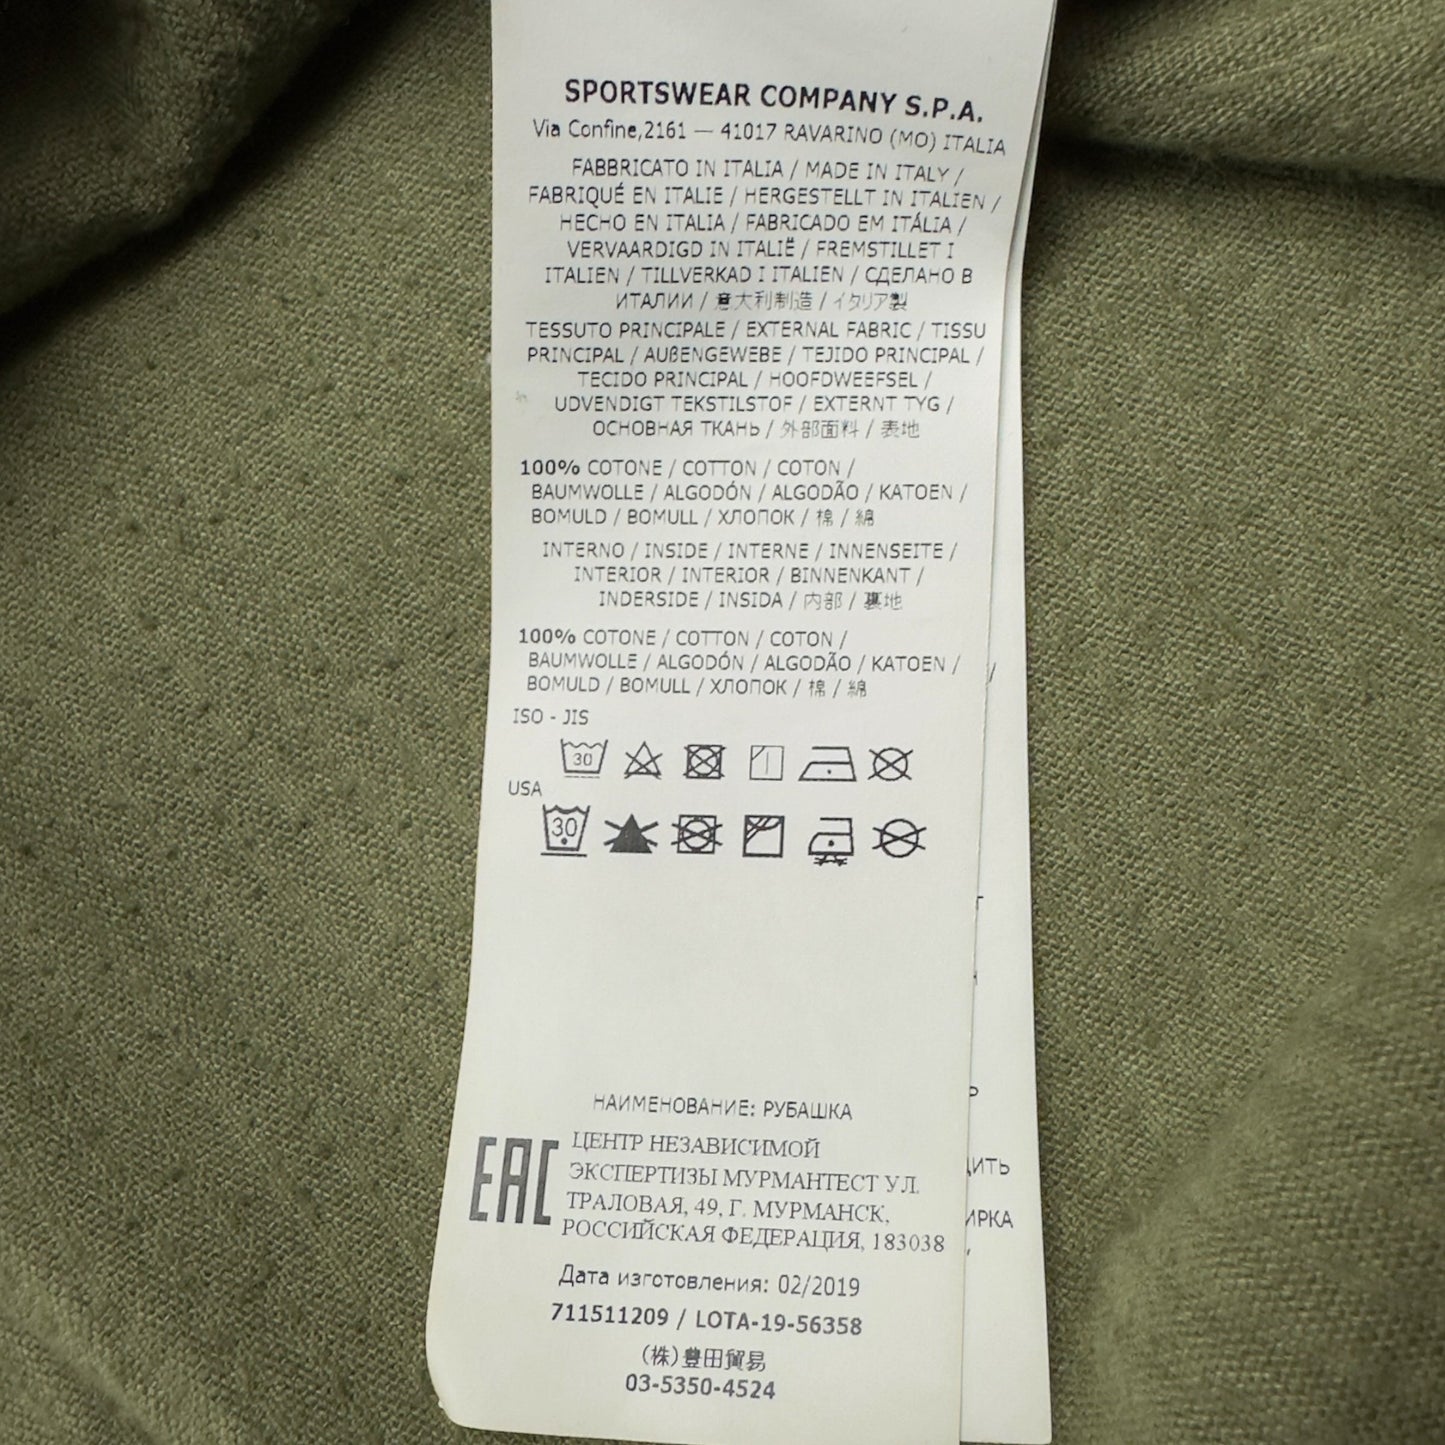 SPORTSWEAR COMPANY S.P.A.
Via Confine,2161 — 41017 RAVARINO (MO) ITALIA
FABBRICATO IN ITALIA / MADE IN ITALY /
FABRIQUÉ EN ITALIE / HERGESTELLT IN ITALIEN /
HECHO EN ITALIA / FABRICADO EM ITÁLIA /
VERVAARDIGD IN ITALIË / FREMSTILLET I
ITALIEN / TILLVERKAD I ITALIEN / СДЕЛАНО В
ИТАЛИИ / 意大利制造 / イタリア製
TESSUTO PRINCIPALE / EXTERNAL FABRIC / TISSU
PRINCIPAL / AUßENGEWEBE / TEJIDO PRINCIPAL /
TECIDO PRINCIPAL / HOOFDWEEFSEL /
UDVENDIGT TEKSTILSTOF / EXTERNT TYG /
ОСНОВНАЯ ТКАНЬ / 外部面料 / 表地
100% COTONE / COTTON / COTON /
BAUMWOLLE / ALGODÓN / ALGODÃO / KATOEN /
BOMULD / BOMULL / ХЛОПОК / 棉 / 綿
INTERNO / INSIDE / INTERNE / INNENSEITE /
INTERIOR / INTERIOR / BINNENKANT /
INDERSIDE / INSIDA / 内部 / 裏地
100% COTONE / COTTON / COTON /
BAUMWOLLE / ALGODÓN / ALGODÃO / KATOEN /
BOMULD / BOMULL / ХЛОПОК / 棉 / 綿
ISO - JIS
30
USA
30
НАИМЕНОВАНИЕ: РУБАШКА
EAC
ЦЕНТР НЕЗАВИСИМОЙ
ЭКСПЕРТИЗЫ МУРМАНТЕСТ УЛ.
ТРАЛОВАЯ, 49, Г. МУРМАНСК,
РОССИЙСКАЯ ФЕДЕРАЦИЯ, 183038
Дата изготовления: 02/2019
711511209 / LOTA-19-56358
(株)豊田貿易
03-5350-4524